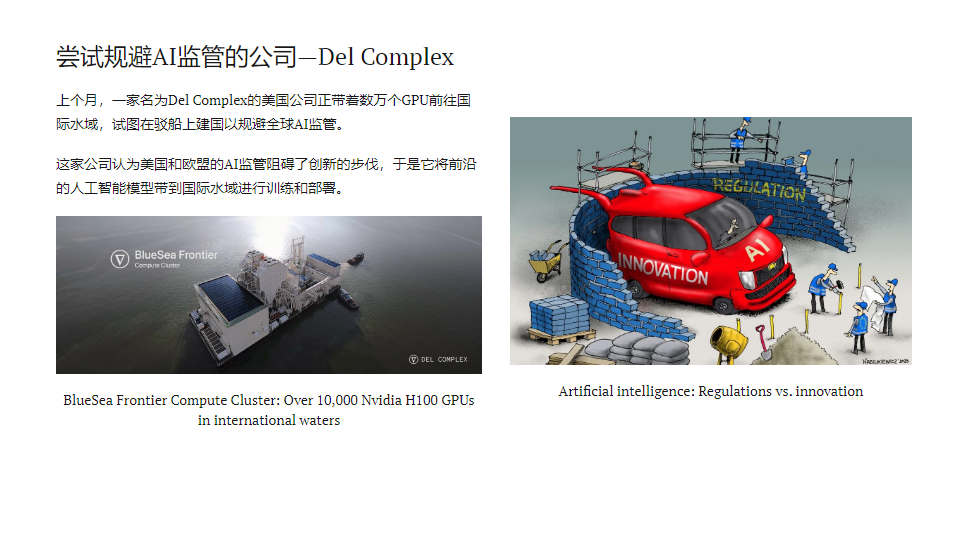 尝试规避AI监管的公司—Del Complex
上个月，一家名为Del Complex的美国公司正带着数万个GPU前往国
际水域，试图在驳船上建国以规避全球AI监管。
这家公司认为美国和欧盟的AI监管阻碍了创新的步伐，于是它将前沿
的人工智能模型带到国际水域进行训练和部署。
BlueSea Frontier
Compute Cluster
DEL COMPLEX
BlueSea Frontier Compute Cluster: Over 10,000 Nvidia H100 GPUs
in international waters
REGULATION
AI
INNOVATION
Artificial intelligence: Regulations vs. innovation